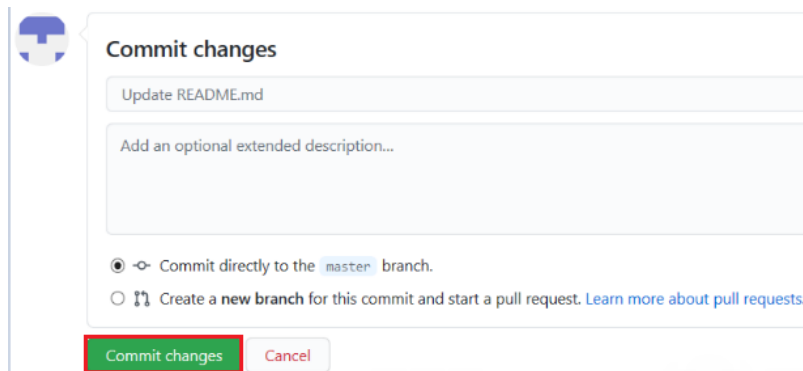 Commit changes
Update README.md
Add an optional extended description...
Commit directly to the master branch.
Create a new branch for this commit and start a pull request. Learn more about pull requests.
Commit changes Cancel